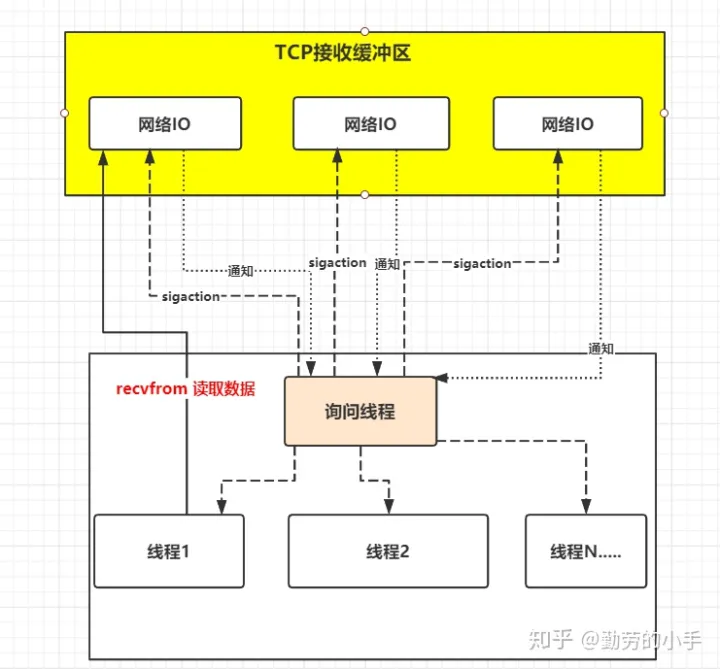 TCP接收缓冲区
网络IO
网络IO
网络IO
通知
sigaction
通知
sigaction
sigaction
通知
recvfrom 读取数据
询问线程
线程1
线程2
线程N.....
知乎 @勤劳的小手